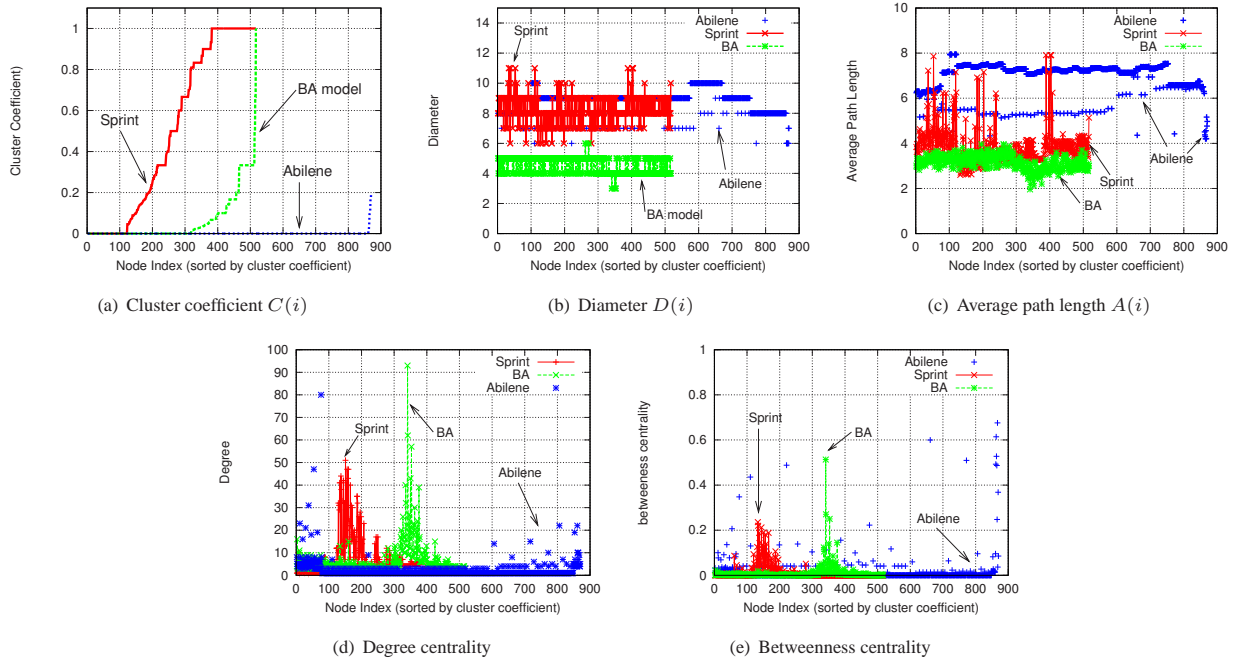 1
0.8
0.6
0.4
0.2
0
Cluster Coefficient
Sprint
BA model
Abilene
0 100 200 300 400 500 600 700 800 900
Node Index (sorted by cluster coefficient)
(a) Cluster coefficient C(i)
14
12
10
8
6
4
2
0
Diameter
Abilene
Sprint
BA
Sprint
Abilene
BA model
0 100 200 300 400 500 600 700 800 900
Node Index (sorted by cluster coefficient)
(b) Diameter D(i)
10
8
6
4
2
0
Average Path Length
Abilene
Sprint
BA
Abilene
Sprint
BA
0 100 200 300 400 500 600 700 800 900
Node Index (sorted by cluster coefficient)
(c) Average path length A(i)
100
90
80
70
60
50
40
30
20
10
0
Degree
Sprint
BA
Abilene
Sprint
BA
Abilene
0 100 200 300 400 500 600 700 800 900
Node Index (sorted by cluster coefficient)
(d) Degree centrality
1
0.8
0.6
0.4
0.2
0
betweeness centrality
Abilene
Sprint
BA
Sprint
BA
Abilene
0 100 200 300 400 500 600 700 800 900
Node Index (sorted by cluster coefficient)
(e) Betweenness centrality